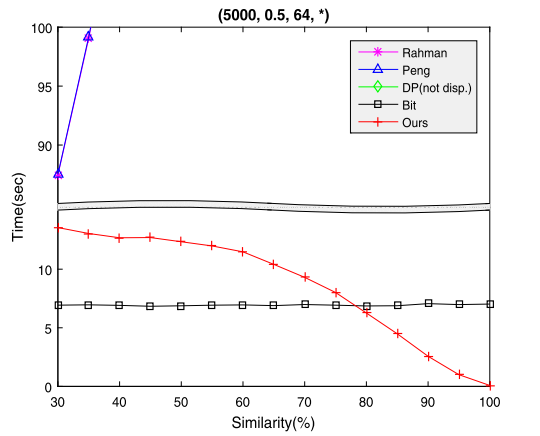 (5000, 0.5, 64, *)
100
95
90
10
5
0
Time(sec)
Rahman
Peng
DP(not disp.)
Bit
Ours
30 40 50 60 70 80 90 100
Similarity(%)